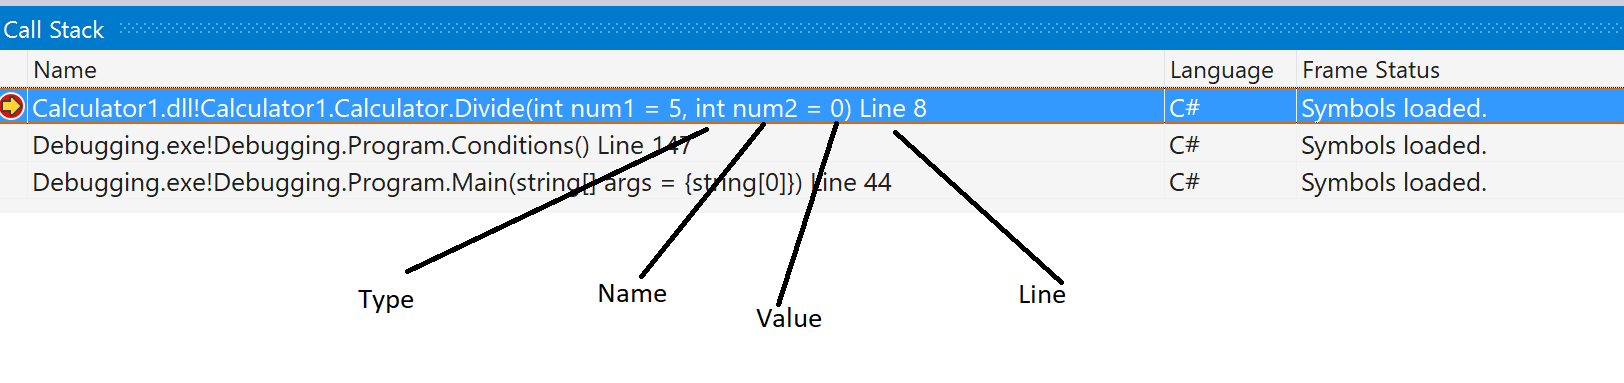 Call Stack
Name Language Frame Status
Calculator1.dll!Calculator1.Calculator.Divide(int num1 = 5, int num2 = 0) Line 8 C# Symbols loaded.
Debugging.exe!Debugging.Program.Conditions() Line 147 C# Symbols loaded.
Debugging.exe!Debugging.Program.Main(string[] args = {string[0]}) Line 44 C# Symbols loaded.
Type Name Value Line